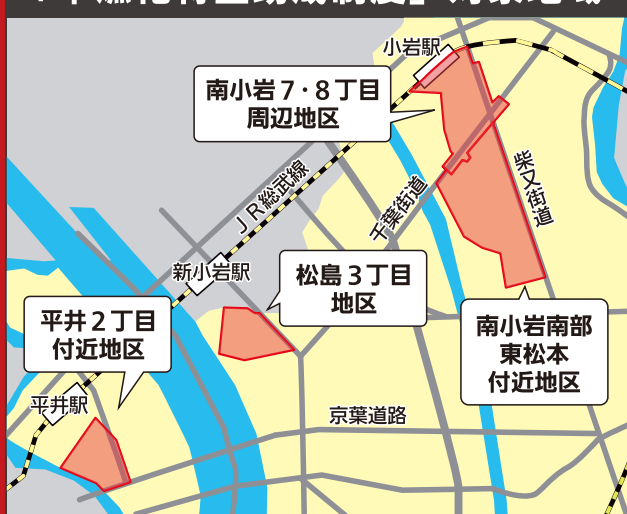 小岩駅
南小岩7・8丁目
周辺地区
柴又街道
千葉街道
JR総武線
新小岩駅
松島3丁目
地区
平井2丁目
付近地区
南小岩南部
東松本
付近地区
平井駅
京葉道路